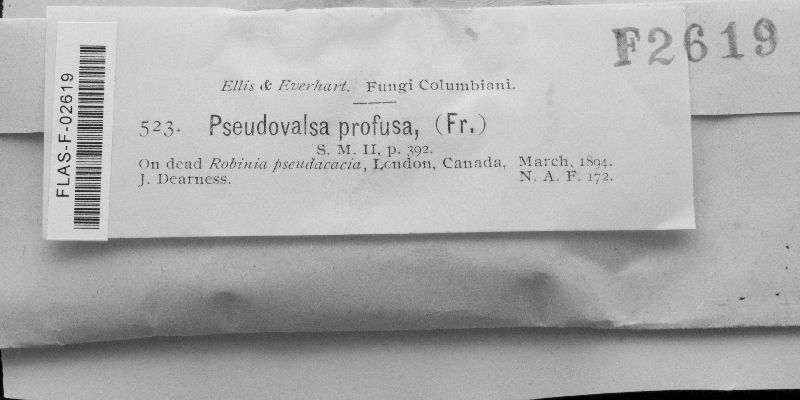 F2619
FLAS-F-02619
Ellis & Everhart. Fungi Columbiani.
523. Pseudovalsa profusa, (Fr.)
S. M. II, p. 392.
On dead Robinia pseudacacia, London, Canada, March, 1894.
J. Dearness. N. A. F. 172.